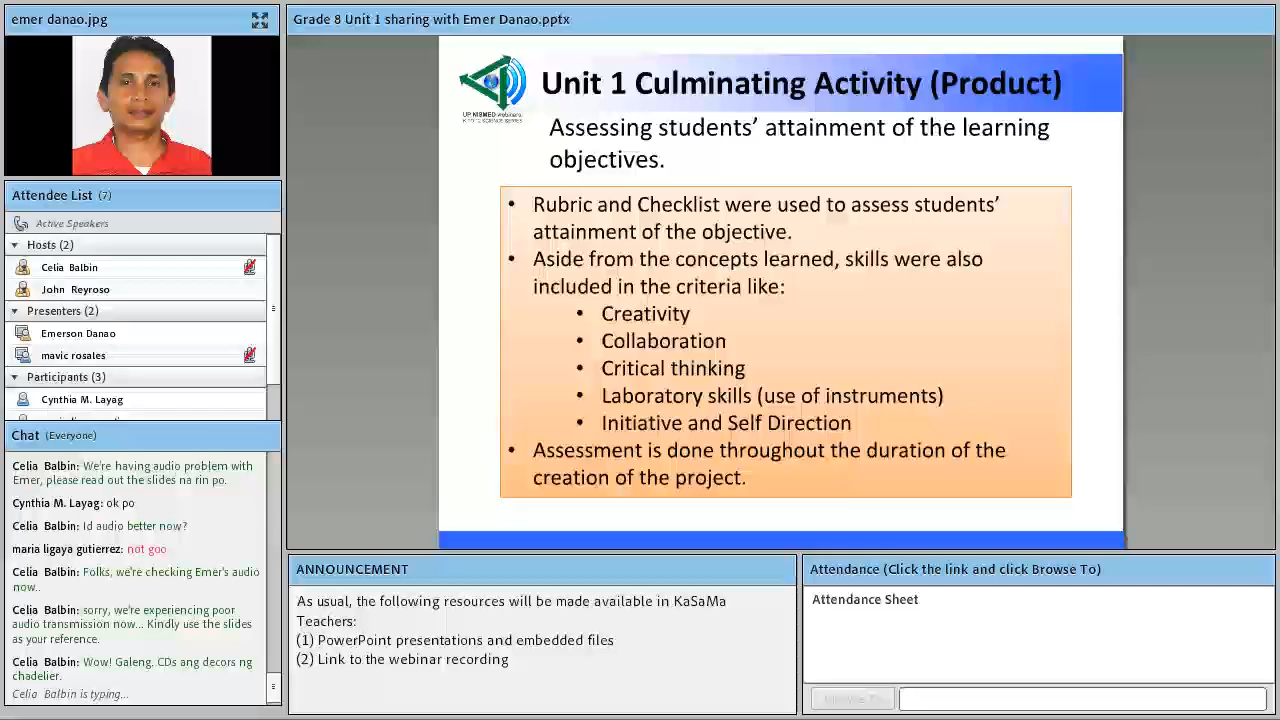 emer danao.jpg
Attendee List (7)
Active Speakers
Hosts (2)
Celia Balbin
John Reyroso
Presenters (2)
Emerson Danao
mavic rosales
Participants (3)
Cynthia M. Layag
Chat (Everyone)
Celia Balbin: We're having audio problem with
Emer, please read out the slides na rin po.
Cynthia M. Layag: ok po
Celia Balbin: Id audio better now?
maria ligaya gutierrez: not goo
Celia Balbin: Folks, we're checking Emer's audio
now..
Celia Balbin: sorry, we're experiencing poor
audio transmission now... Kindly use the slides
as your reference.
Celia Balbin: Wow! Galeng. CDs ang decors ng
chadelier.
Celia Balbin is typing...
Grade 8 Unit 1 sharing with Emer Danao.pptx
UP NISMED webinars
K TO 12 SCIENCE SERIES
Unit 1 Culminating Activity (Product)
Assessing students’ attainment of the learning
objectives.
• Rubric and Checklist were used to assess students’
attainment of the objective.
• Aside from the concepts learned, skills were also
included in the criteria like:
• Creativity
• Collaboration
• Critical thinking
• Laboratory skills (use of instruments)
• Initiative and Self Direction
• Assessment is done throughout the duration of the
creation of the project.
ANNOUNCEMENT
As usual, the following resources will be made available in KaSaMa
Teachers:
(1) PowerPoint presentations and embedded files
(2) Link to the webinar recording
Attendance (Click the link and click Browse To)
Attendance Sheet
Browse To